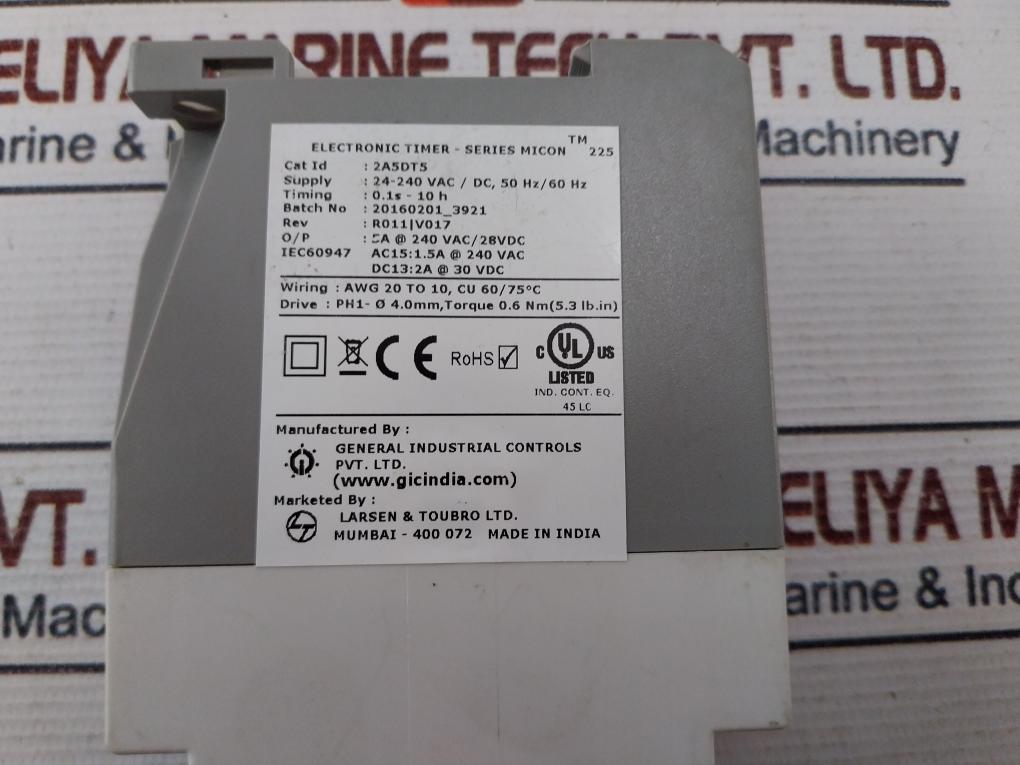 ELIYA MARINE TECH PVT. LTD.
arine & Machinery
ELECTRONIC TIMER - SERIES MICON™ 225
Cat Id : 2A5DT5
Supply : 24-240 VAC / DC, 50 Hz/60 Hz
Timing : 0.1s - 10 h
Batch No : 20160201_3921
Rev : R011|V017
O/P : 5A @ 240 VAC/28VDC
IEC60947 AC15:1.5A @ 240 VAC
DC13:2A @ 30 VDC
Wiring : AWG 20 TO 10, CU 60/75°C
Drive : PH1- Ø 4.0mm,Torque 0.6 Nm(5.3 lb.in)
CE RoHS ☑ C UL US
LISTED
IND. CONT. EQ.
45 LC
Manufactured By :
GENERAL INDUSTRIAL CONTROLS
PVT. LTD.
(www.gicindia.com)
Marketed By :
LARSEN & TOUBRO LTD.
MUMBAI - 400 072 MADE IN INDIA
VT. ELIYA M
Mac arine & Ind